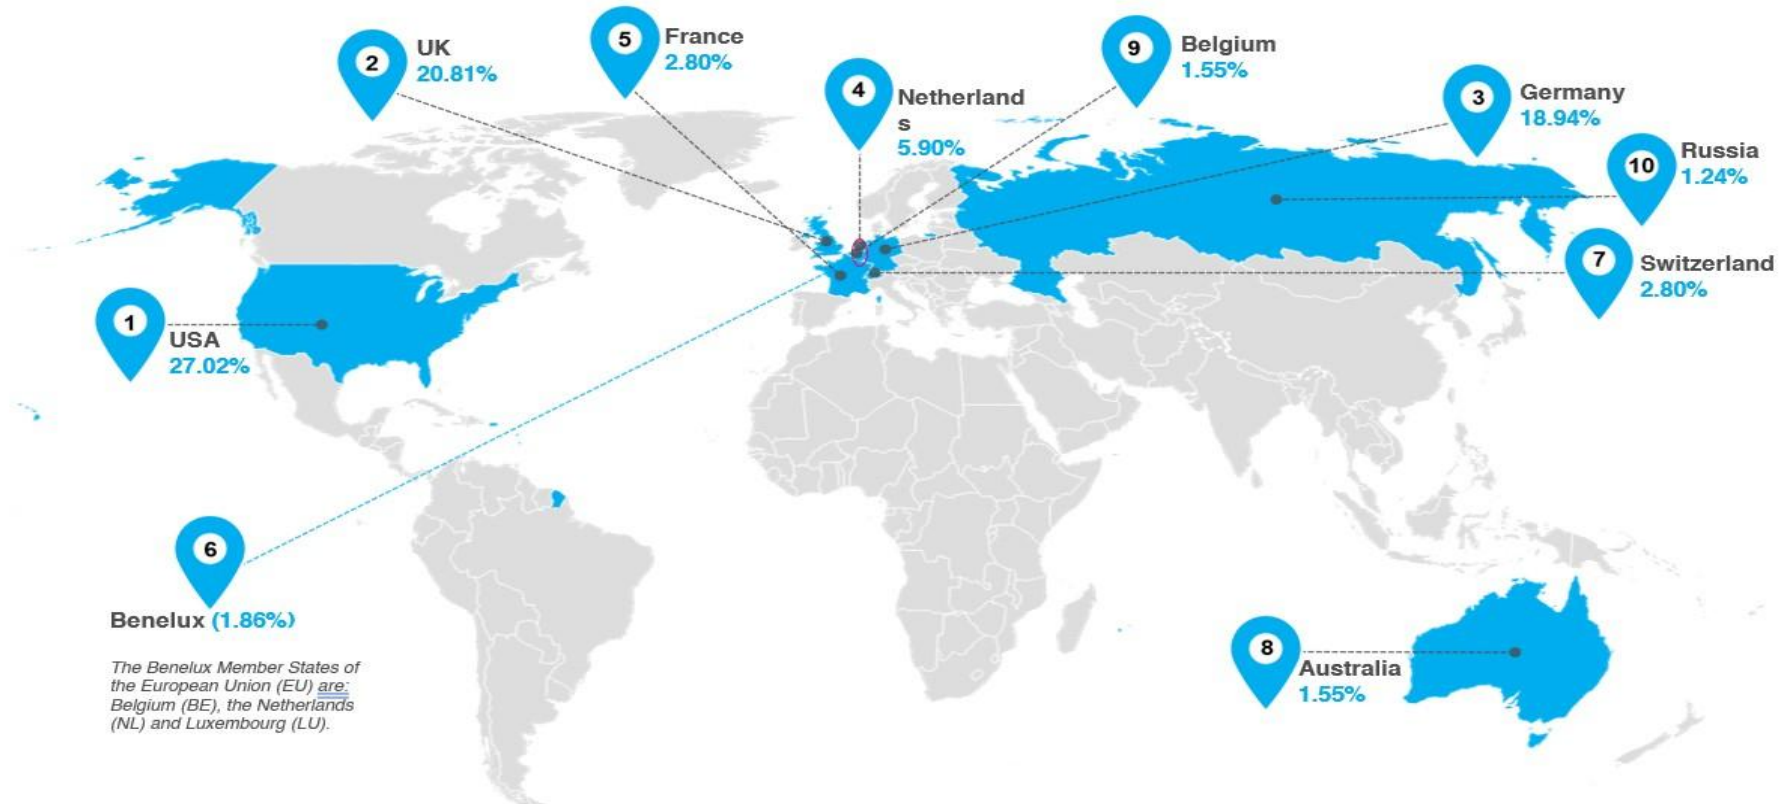 5
France
2.80%
2
UK
20.81%
9
Belgium
1.55%
4
Netherland
s
5.90%
3
Germany
18.94%
10
Russia
1.24%
7
Switzerland
2.80%
1
USA
27.02%
6
Benelux (1.86%)
The Benelux Member States of
the European Union (EU) are:
Belgium (BE), the Netherlands
(NL) and Luxembourg (LU).
8
Australia
1.55%